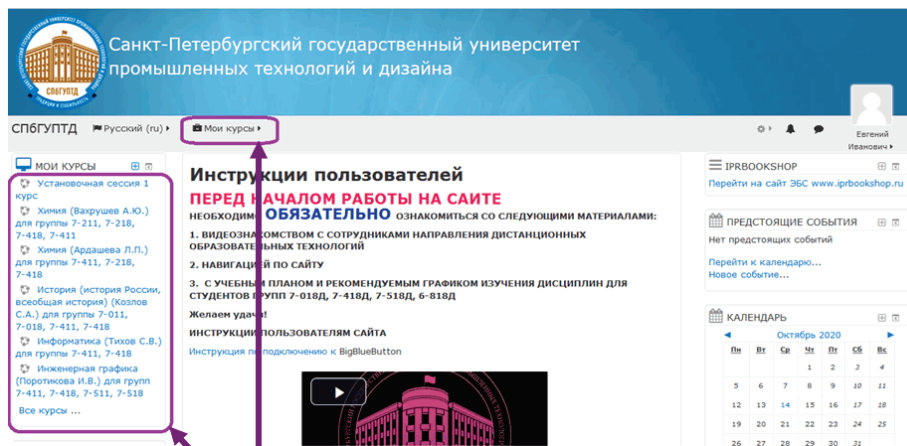 Санкт-Петербургский государственный университет
промышленных технологий и дизайна
СПбГУПТД
СПбГУПТД
Русский (ru)
Мои курсы
Евгений
Иванович
МОИ КУРСЫ
Установочная сессия 1
курс
Химия (Вахрушев А.Ю.)
для группы 7-211, 7-218,
7-418, 7-411
Химия (Ардашева Л.П.)
для группы 7-411, 7-218,
7-418
История (история России,
всеобщая история) (Козлов
С.А.) для группы 7-011,
7-018, 7-411, 7-418
Информатика (Тихов С.В.)
для группы 7-411, 7-418
Инженерная графика
(Поротикова И.В.) для групп
7-411, 7-418, 7-511, 7-518
Все курсы ...
Инструкции пользователей
ПЕРЕД НАЧАЛОМ РАБОТЫ НА САЙТЕ
НЕОБХОДИМО ОБЯЗАТЕЛЬНО ОЗНАКОМИТЬСЯ СО СЛЕДУЮЩИМИ МАТЕРИАЛАМИ:
1. ВИДЕОЗНАКОМСТВОМ С СОТРУДНИКАМИ НАПРАВЛЕНИЯ ДИСТАНЦИОННЫХ
ОБРАЗОВАТЕЛЬНЫХ ТЕХНОЛОГИЙ
2. НАВИГАЦИЕЙ ПО САЙТУ
3. С УЧЕБНЫМ ПЛАНОМ И РЕКОМЕНДУЕМЫМ ГРАФИКОМ ИЗУЧЕНИЯ ДИСЦИПЛИН ДЛЯ
СТУДЕНТОВ ГРУПП 7-018Д, 7-418Д, 7-518Д, 6-818Д
Желаем удачи!
ИНСТРУКЦИИ ПОЛЬЗОВАТЕЛЯМ САЙТА
Инструкция по подключению к BigBlueButton
IPRBOOKSHOP
Перейти на сайт ЭБС www.iprbookshop.ru
ПРЕДСТОЯЩИЕ СОБЫТИЯ
Нет предстоящих событий
Перейти к календарю...
Новое событие...
КАЛЕНДАРЬ
Октябрь 2020
Пн Вт Ср Чт Пт Сб Вс
1 2 3 4
5 6 7 8 9 10 11
12 13 14 15 16 17 18
19 20 21 22 23 24 25
26 27 28 29 30 31